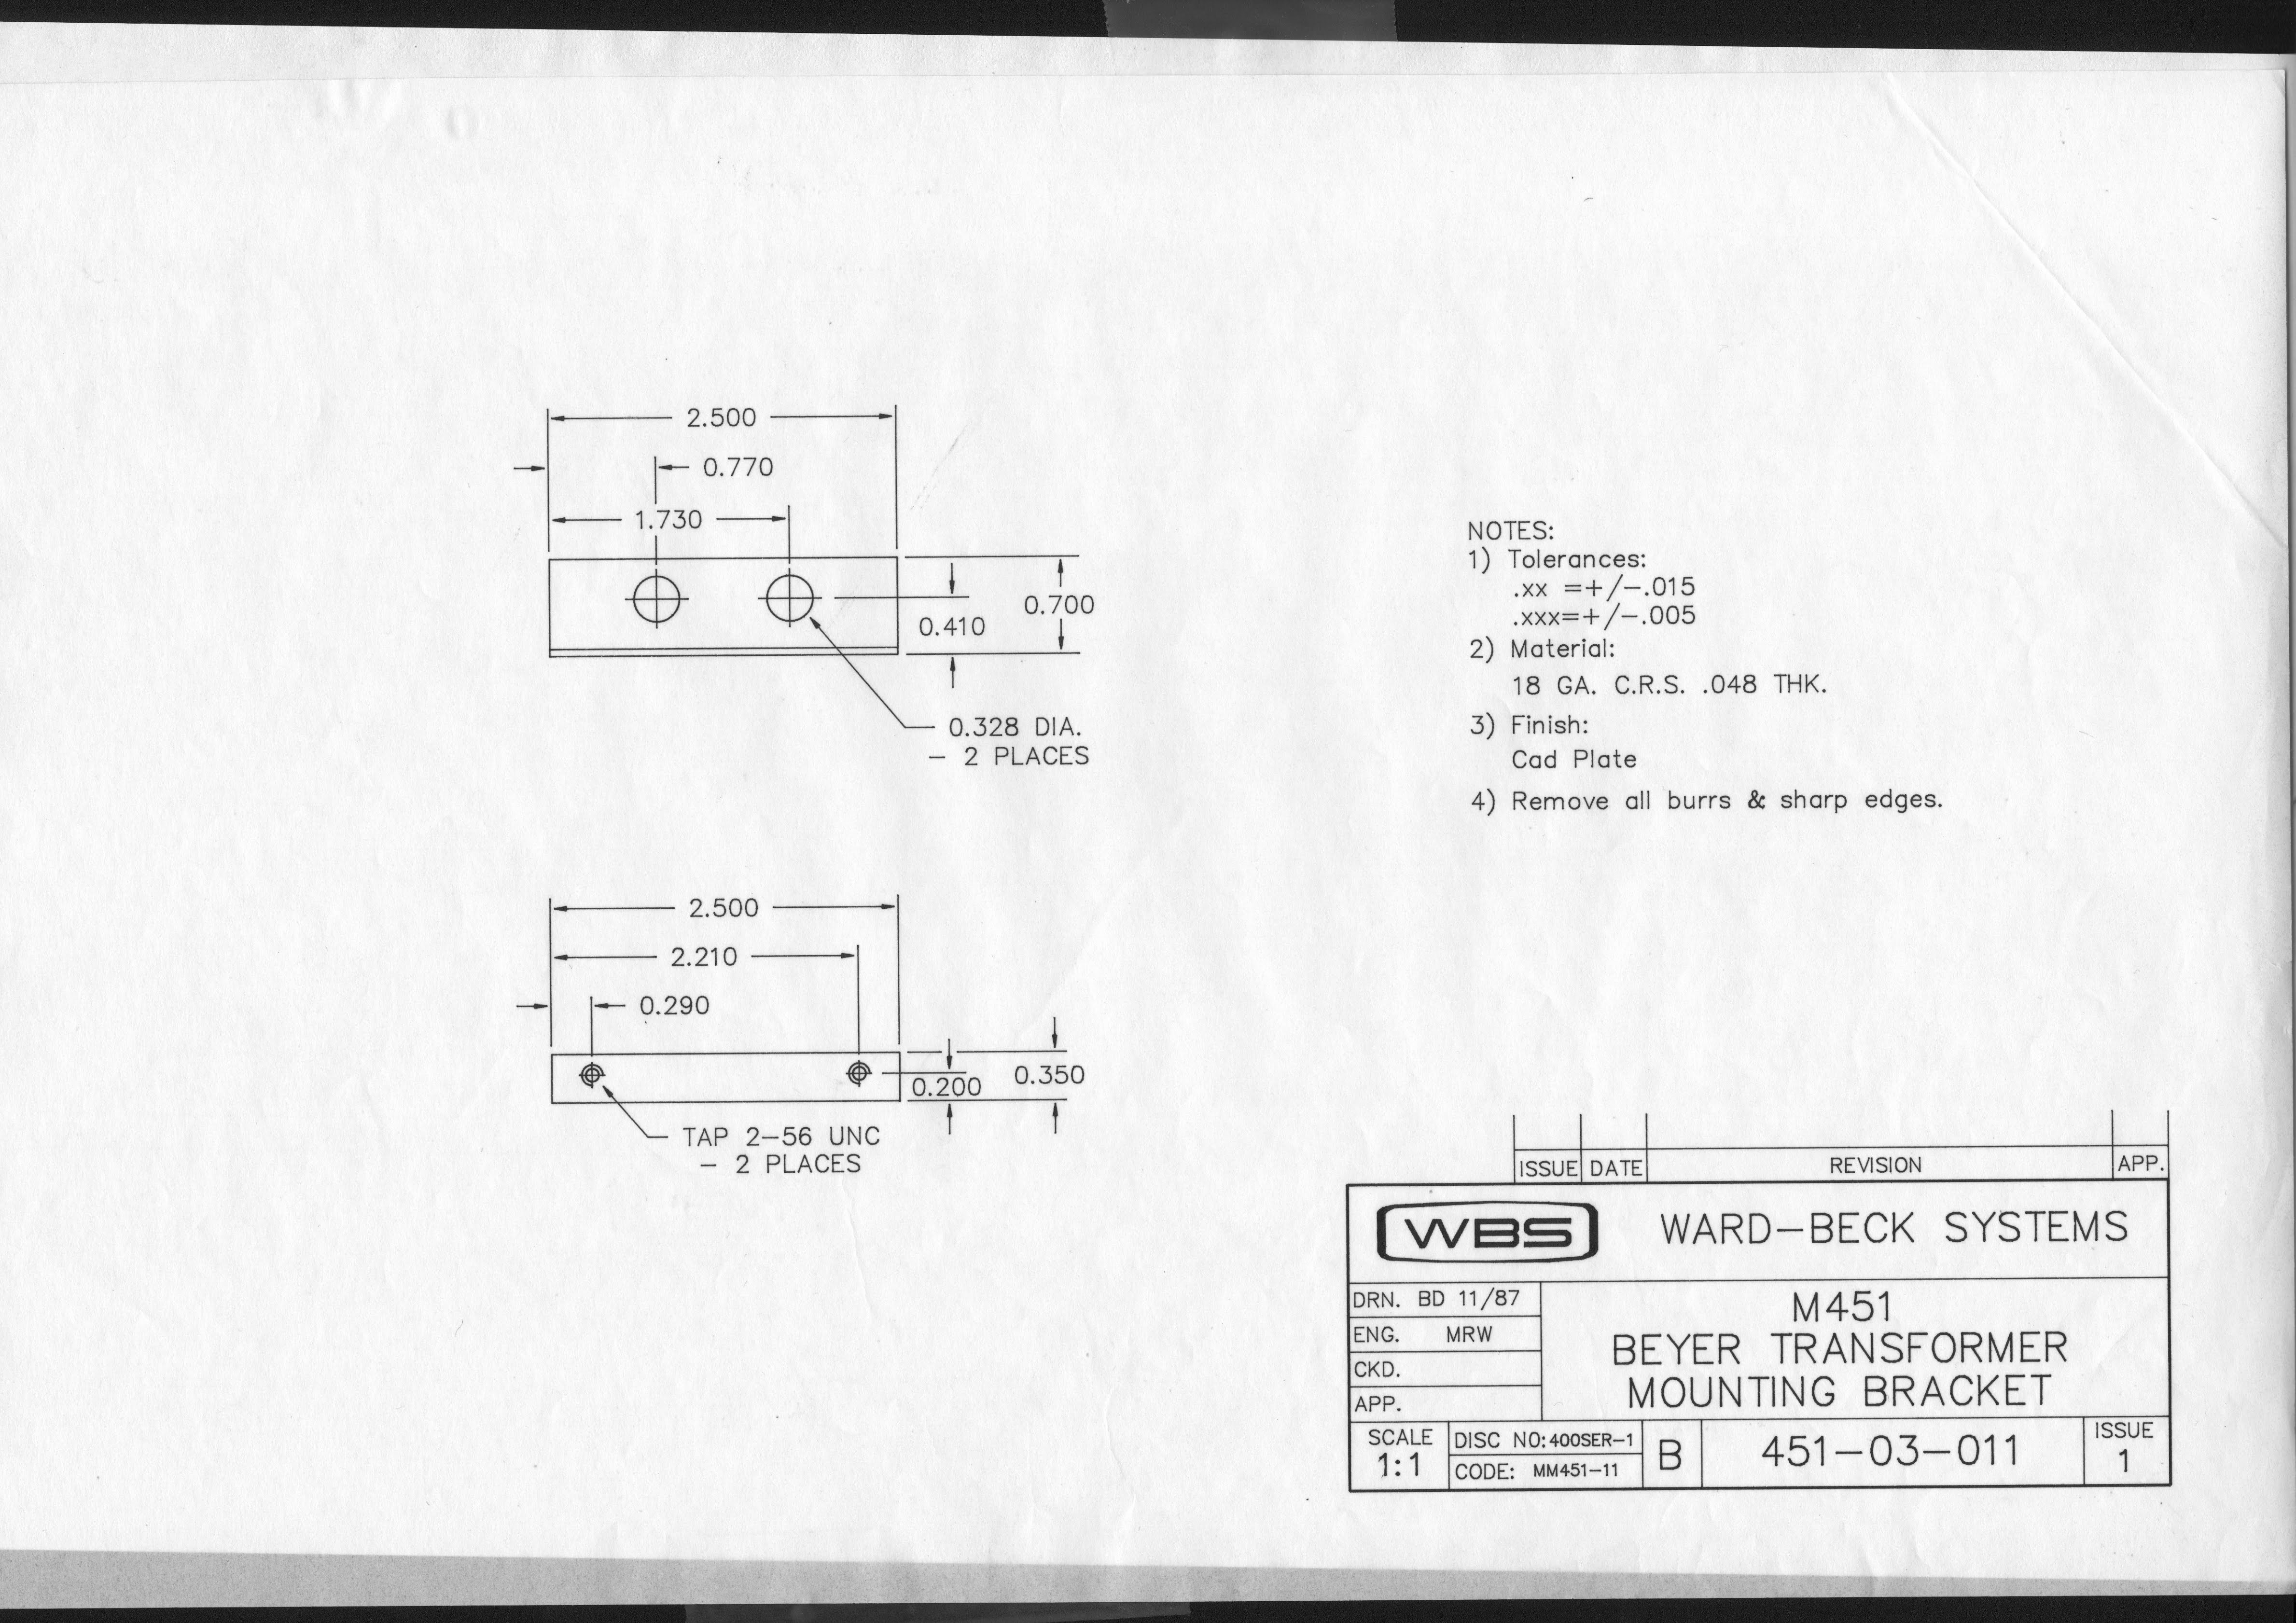 2.500
0.770
1.730
0.410
0.700
0.328 DIA.
- 2 PLACES
2.500
2.210
0.290
0.200
0.350
TAP 2-56 UNC
- 2 PLACES
NOTES:
1) Tolerances:
.xx =+/-.015
.xxx=+/-.005
2) Material:
18 GA. C.R.S. .048 THK.
3) Finish:
Cad Plate
4) Remove all burrs & sharp edges.
ISSUE DATE REVISION APP.
WBS WARD-BECK SYSTEMS
DRN. BD 11/87
ENG. MRW
CKD.
APP.
M451
BEYER TRANSFORMER
MOUNTING BRACKET
SCALE
1:1
DISC NO: 400SER-1
CODE: MM451-11
B
451-03-011
ISSUE
1